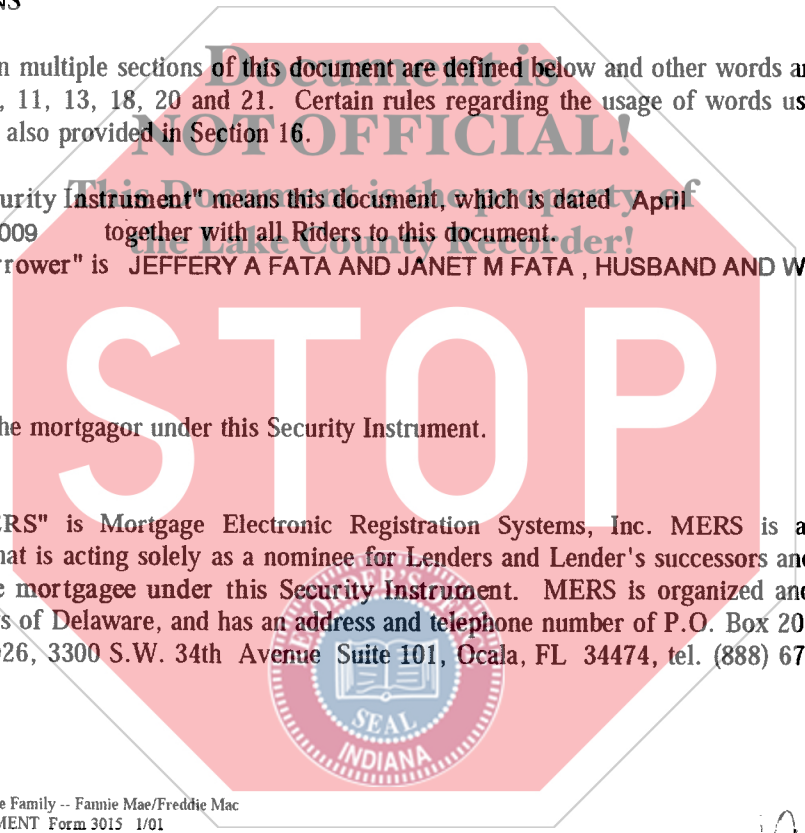 NS
n multiple sections of this document are defined below and other words ar
, 11, 13, 18, 20 and 21. Certain rules regarding the usage of words us
also provided in Section 16.
Document is
NOT OFFICIAL!
This Document is the property of
the Lake County Recorder!
urity Instrument" means this document, which is dated April
009 together with all Riders to this document.
rower" is JEFFERY A FATA AND JANET M FATA , HUSBAND AND W
STOP
he mortgagor under this Security Instrument.
ERS" is Mortgage Electronic Registration Systems, Inc. MERS is a
hat is acting solely as a nominee for Lenders and Lender's successors and
e mortgagee under this Security Instrument. MERS is organized and
s of Delaware, and has an address and telephone number of P.O. Box 20
26, 3300 S.W. 34th Avenue Suite 101, Ocala, FL 34474, tel. (888) 67
SEAL
INDIANA
e Family -- Fannie Mae/Freddie Mac
MENT Form 3015 1/01